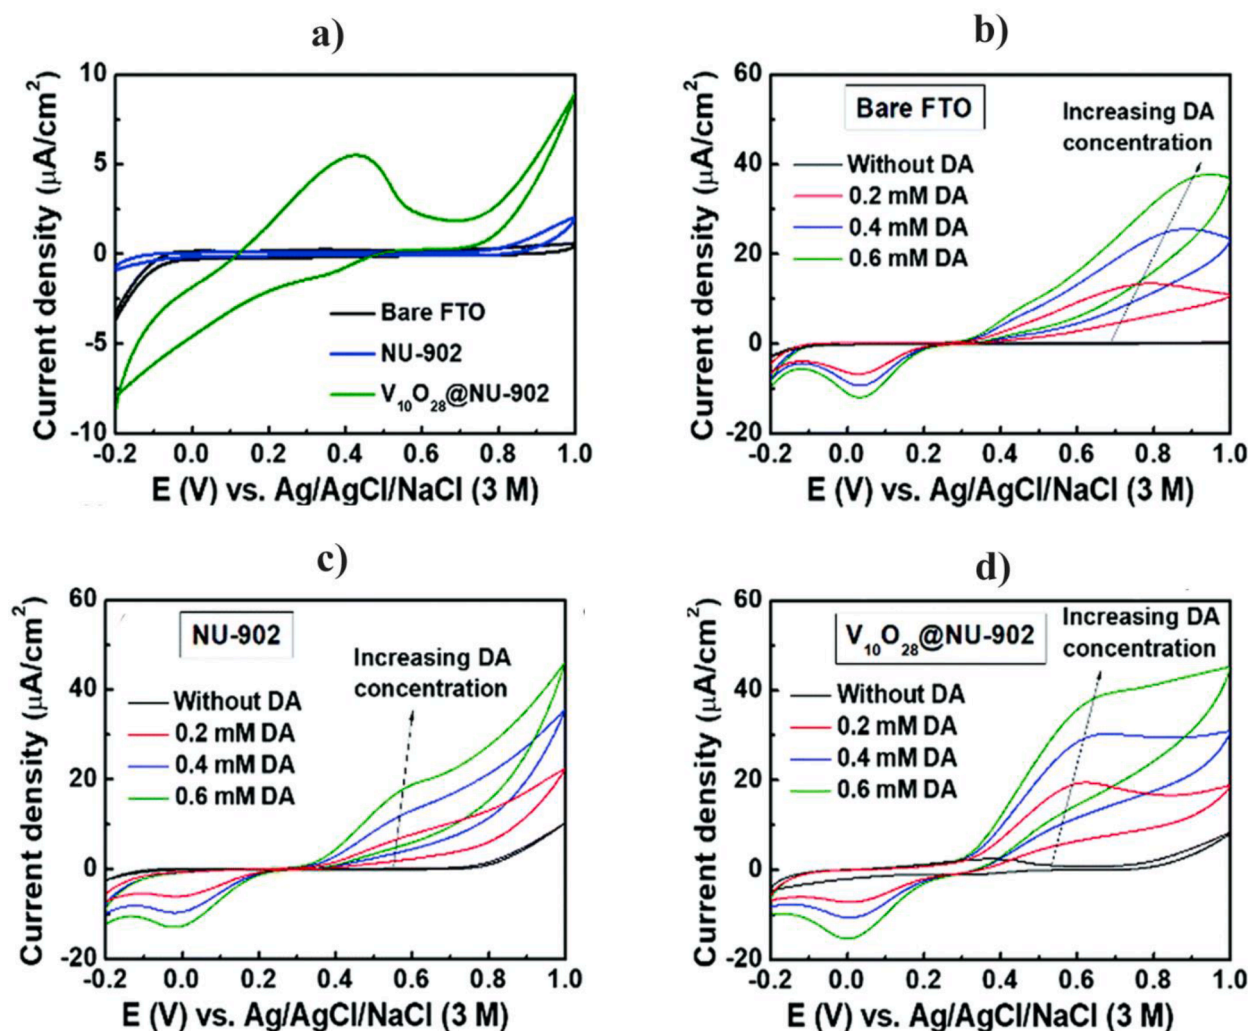 a)
10
5
0
-5
-10
Current density (μA/cm²)
Bare FTO
NU-902
V₁₀O₂₈@NU-902
-0.2 0.0 0.2 0.4 0.6 0.8 1.0
E (V) vs. Ag/AgCl/NaCl (3 M)
b)
60
40
20
0
-20
Current density (μA/cm²)
Bare FTO
Increasing DA
concentration
Without DA
0.2 mM DA
0.4 mM DA
0.6 mM DA
-0.2 0.0 0.2 0.4 0.6 0.8 1.0
E (V) vs. Ag/AgCl/NaCl (3 M)
c)
60
40
20
0
-20
Current density (μA/cm²)
NU-902
Increasing DA
concentration
Without DA
0.2 mM DA
0.4 mM DA
0.6 mM DA
-0.2 0.0 0.2 0.4 0.6 0.8 1.0
E (V) vs. Ag/AgCl/NaCl (3 M)
d)
60
40
20
0
-20
Current density (μA/cm²)
V₁₀O₂₈@NU-902
Increasing DA
concentration
Without DA
0.2 mM DA
0.4 mM DA
0.6 mM DA
-0.2 0.0 0.2 0.4 0.6 0.8 1.0
E (V) vs. Ag/AgCl/NaCl (3 M)